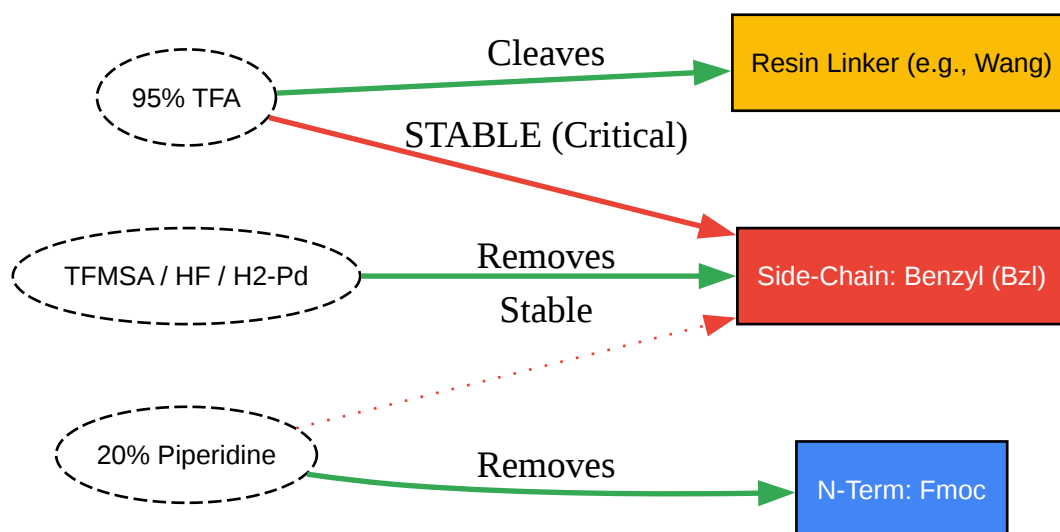 Cleaves
Resin Linker (e.g., Wang)
95% TFA
STABLE (Critical)
Removes
TFMSA / HF / H2-Pd
Side-Chain: Benzyl (Bzl)
Stable
20% Piperidine
Removes
N-Term: Fmoc